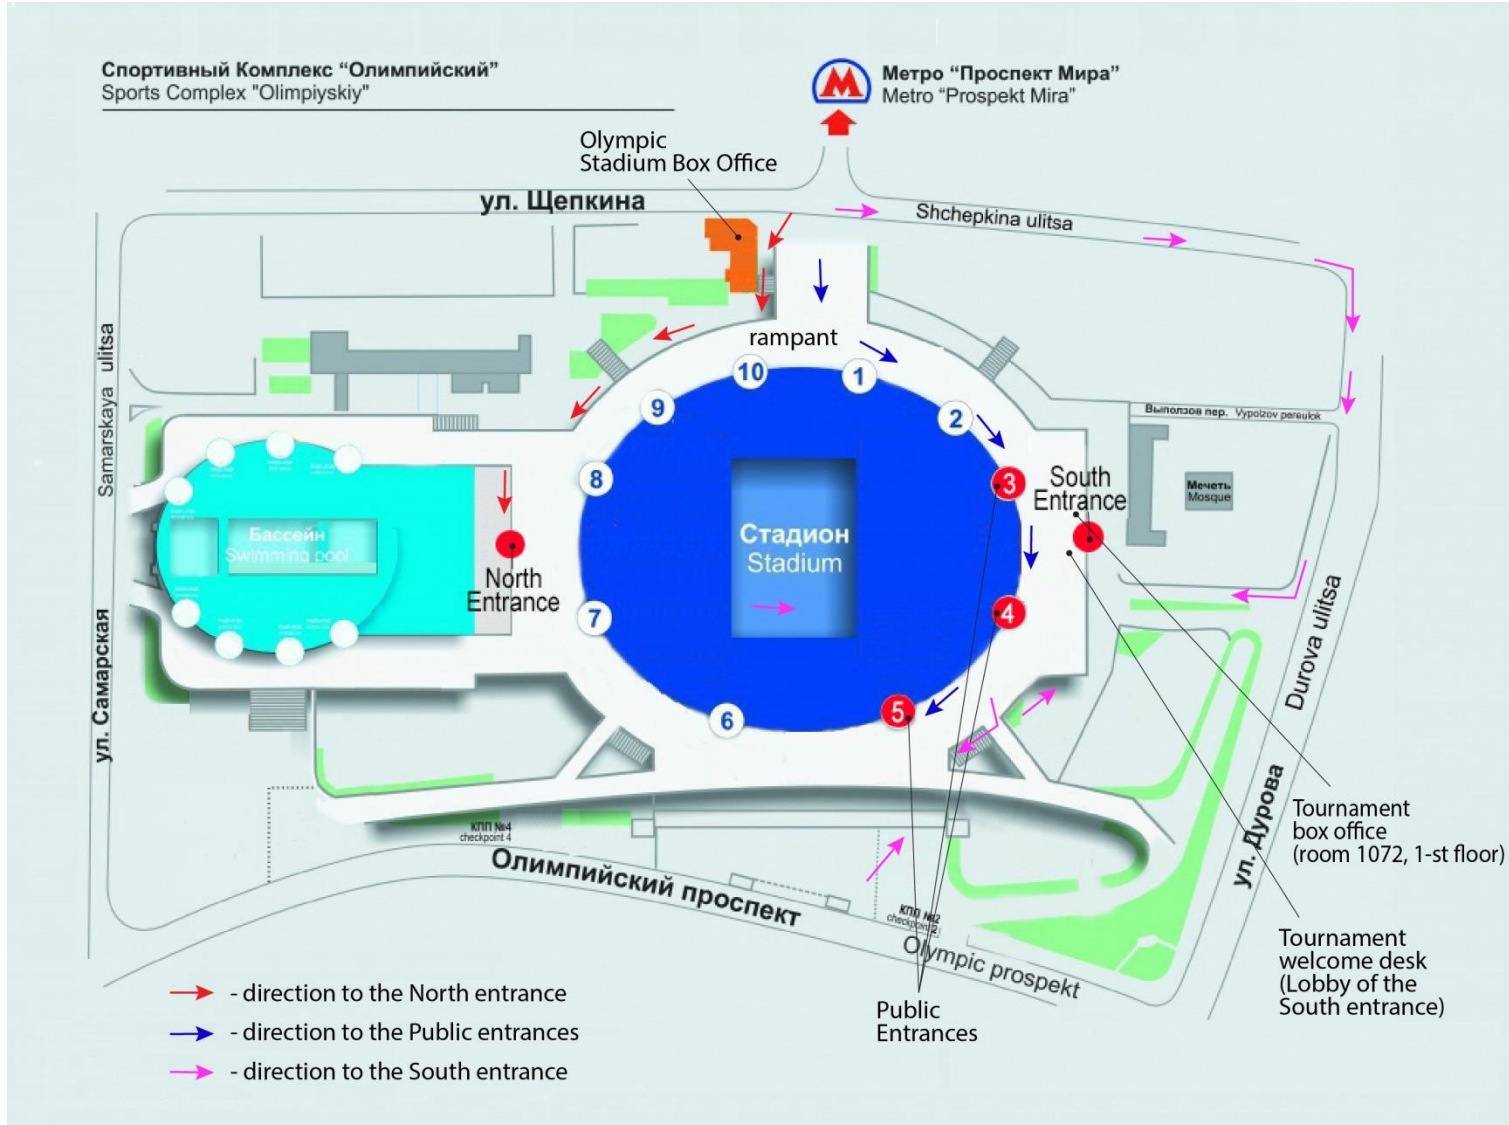 Спортивный Комплекс “Олимпийский”
Sports Complex "Olimpiyskiy"
Метро “Проспект Мира”
Metro “Prospekt Mira”
Olympic
Stadium Box Office
ул. Щепкина
Shchepkina ulitsa
rampant
10
1
9
2
8
3
7
4
6
5
Samarskaya ulitsa
ул. Самарская
Выползов пер. Vypolzov pereulok
Мечеть
Mosque
South
Entrance
Бассейн
Swimming pool
Стадион
Stadium
North
Entrance
Durova ulitsa
ул. Дурова
Tournament
box office
(room 1072, 1-st floor)
КПП №4
checkpoint 4
Олимпийский проспект
КПП №2
checkpoint 2
Olympic prospekt
Tournament
welcome desk
(Lobby of the
South entrance)
Public
Entrances
- direction to the North entrance
- direction to the Public entrances
- direction to the South entrance